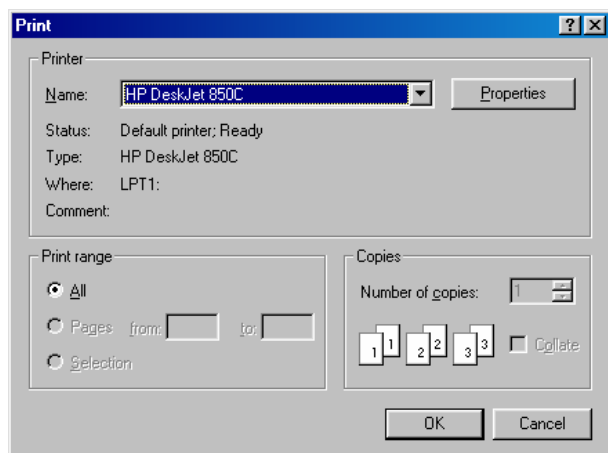 Print
Printer
Name: HP DeskJet 850C Properties
Status: Default printer; Ready
Type: HP DeskJet 850C
Where: LPT1:
Comment:
Print range
All
Pages from: to:
Selection
Copies
Number of copies: 1
1 1 2 2 3 3 Collate
OK Cancel